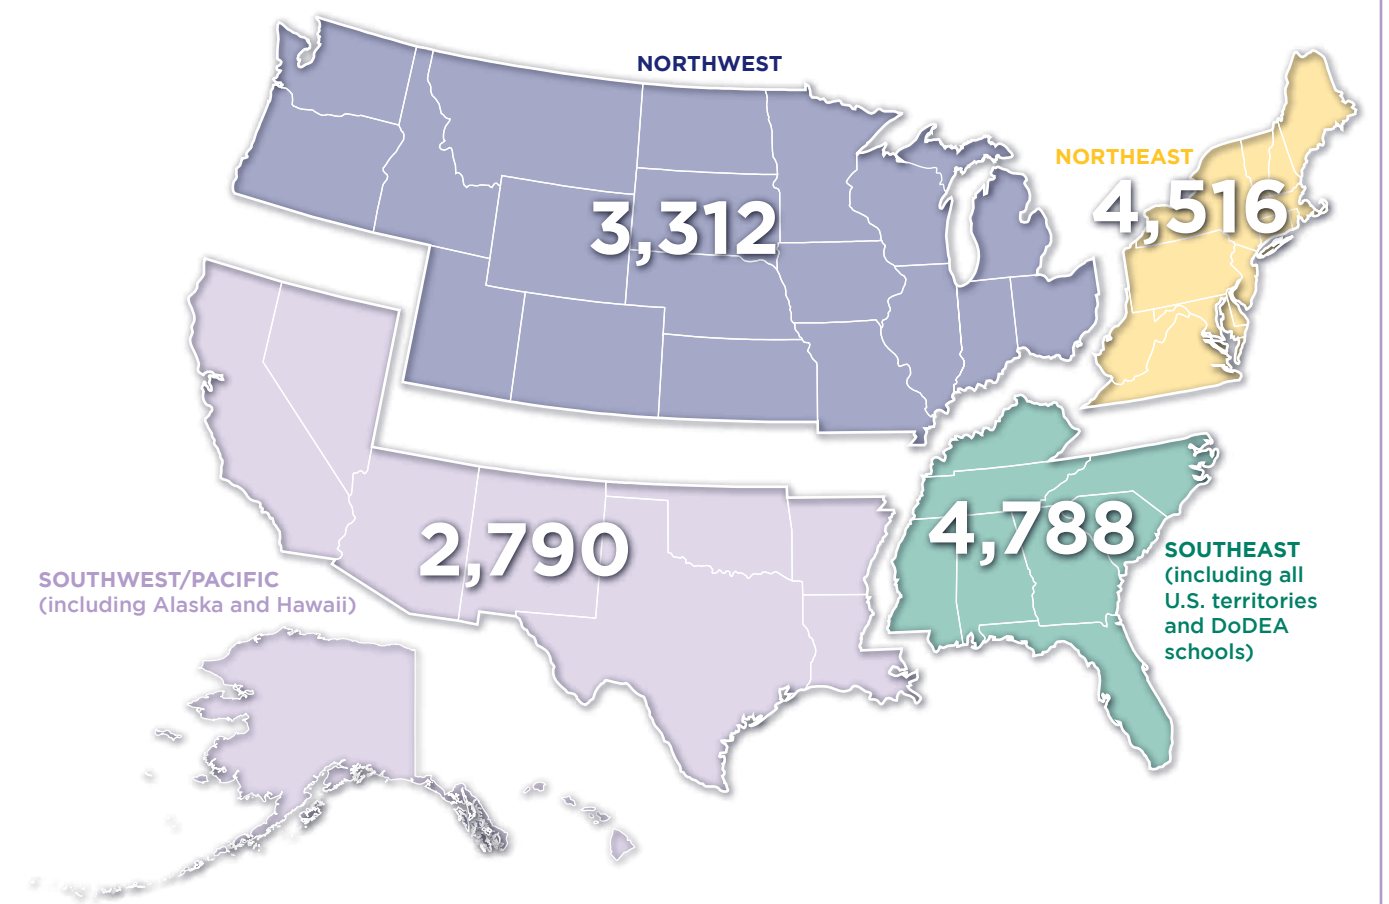 NORTHWEST
3,312
NORTHEAST
4,516
2,790
SOUTHWEST/PACIFIC
(including Alaska and Hawaii)
4,788
SOUTHEAST
(including all
U.S. territories
and DoDEA
schools)